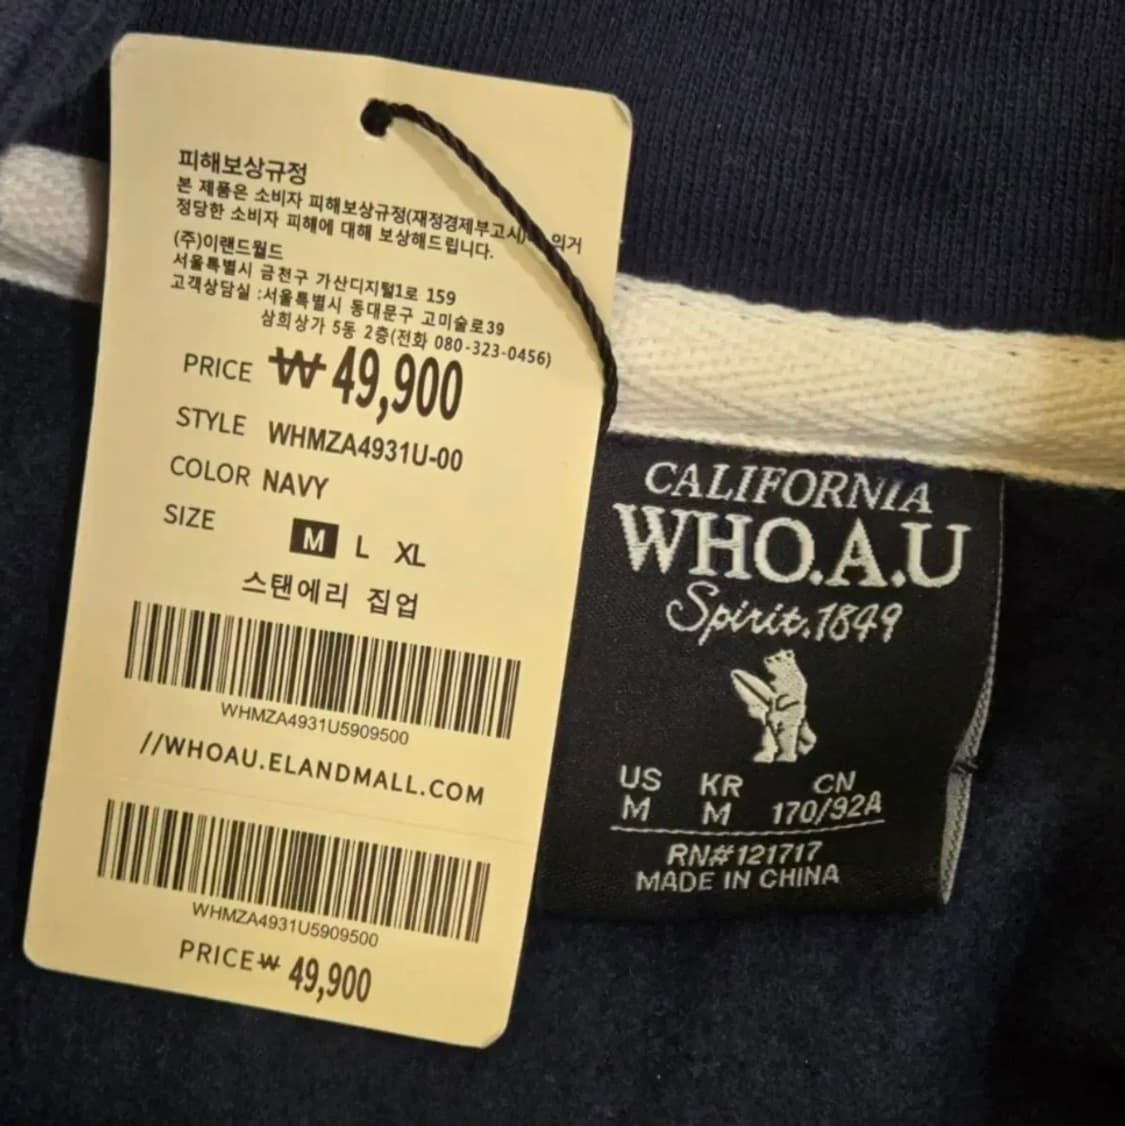 피해보상규정
본 제품은 소비자 피해보상규정(재정경제부고시)에 의거
정당한 소비자 피해에 대해 보상해드립니다.
(주)이랜드월드
서울특별시 금천구 가산디지털1로 159
고객상담실 :서울특별시 동대문구 고미술로39
삼희상가 5동 2층(전화 080-323-0456)
PRICE ₩49,900
STYLE WHMZA4931U-00
COLOR NAVY
SIZE M L XL
스탠에리 집업
WHMZA4931U5909500
//WHOAU.ELANDMALL.COM
WHMZA4931U5909500
PRICE₩ 49,900
CALIFORNIA
WHO.A.U
Spirit.1849
US KR CN
M M 170/92A
RN#121717
MADE IN CHINA